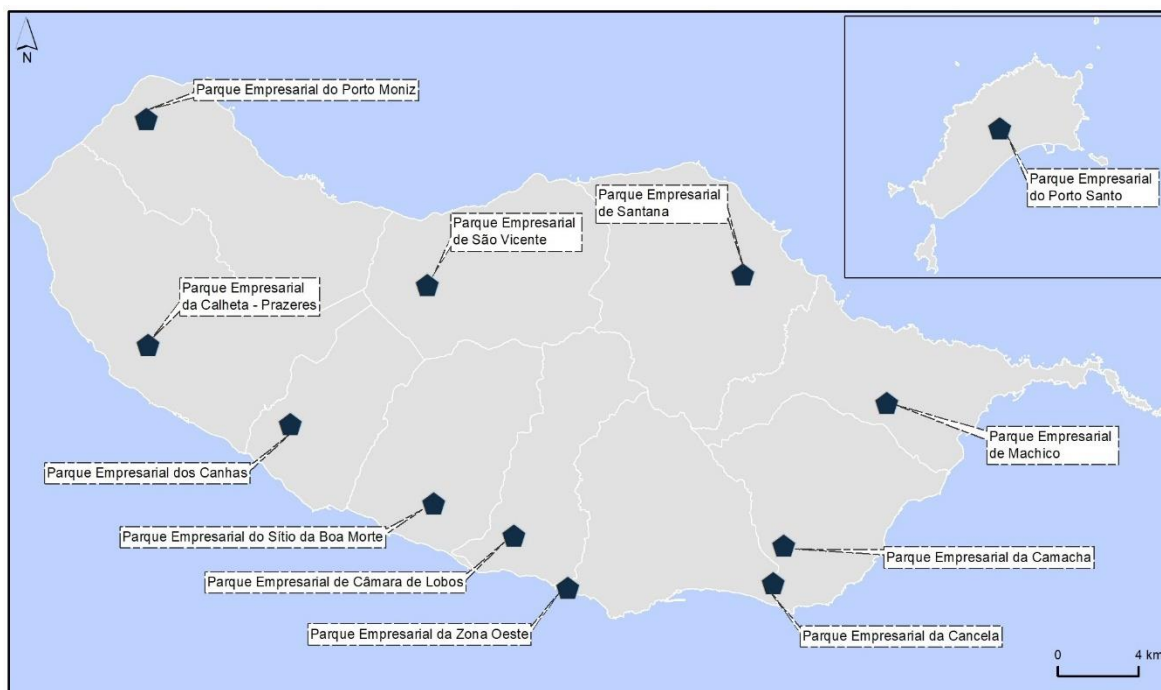 N
Parque Empresarial do Porto Moniz
Parque Empresarial
de Santana
Parque Empresarial
do Porto Santo
Parque Empresarial
de São Vicente
Parque Empresarial
da Calheta - Prazeres
Parque Empresarial
de Machico
Parque Empresarial dos Canhas
Parque Empresarial do Sítio da Boa Morte
Parque Empresarial da Camacha
Parque Empresarial de Câmara de Lobos
Parque Empresarial da Zona Oeste
Parque Empresarial da Cancela
0 4 km